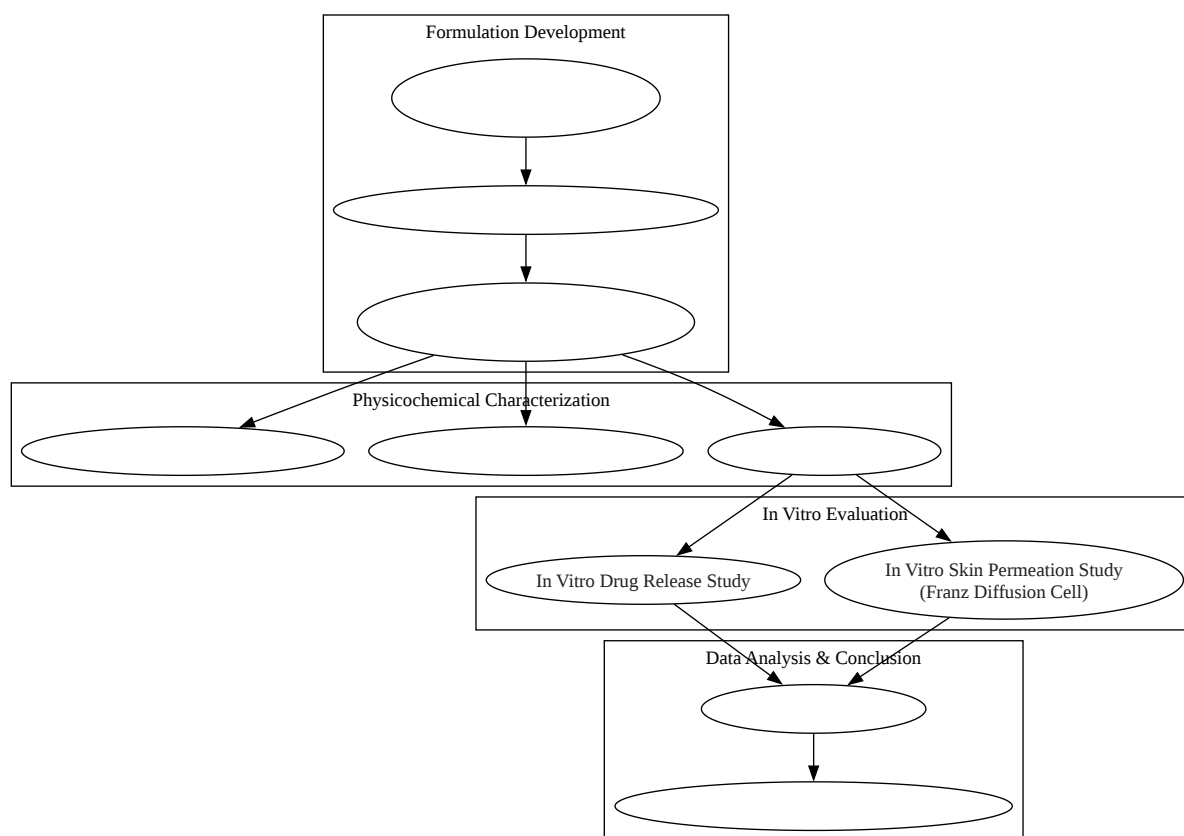 Formulation Development
Physicochemical Characterization
In Vitro Evaluation
In Vitro Drug Release Study
In Vitro Skin Permeation Study
(Franz Diffusion Cell)
Data Analysis & Conclusion